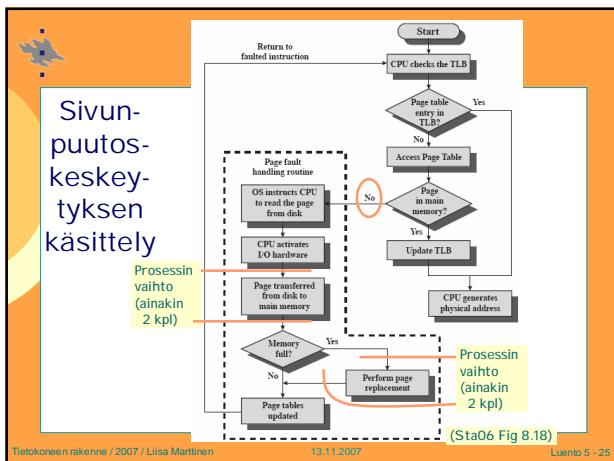 Sivun-
puutos-
keskey-
tyksen
käsittely
Start
Return to
faulted instruction
CPU checks the TLB
Page table
entry in
TLB?
Yes
No
Access Page Table
Page fault
handling routine
OS instructs CPU
to read the page
from disk
No
Page
in main
memory?
Yes
CPU activates
I/O hardware
Update TLB
Prosessin
vaihto
(ainakin
2 kpl)
Page transferred
from disk to
main memory
CPU generates
physical address
Memory
full?
Yes
No
Perform page
replacement
Prosessin
vaihto
(ainakin
2 kpl)
Page tables
updated
(Sta06 Fig 8.18)
Tietokoneen rakenne / 2007 / Liisa Marttinen
13.11.2007
Luento 5 - 25